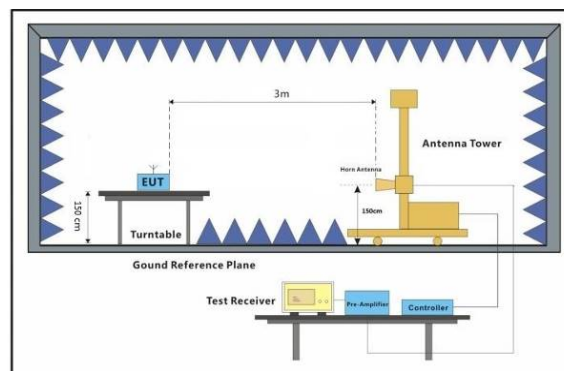 3m
Antenna Tower
Horn Antenna
EUT
150 cm
150cm
Turntable
Gound Reference Plane
Test Receiver
Pre-Amplifier
Controller